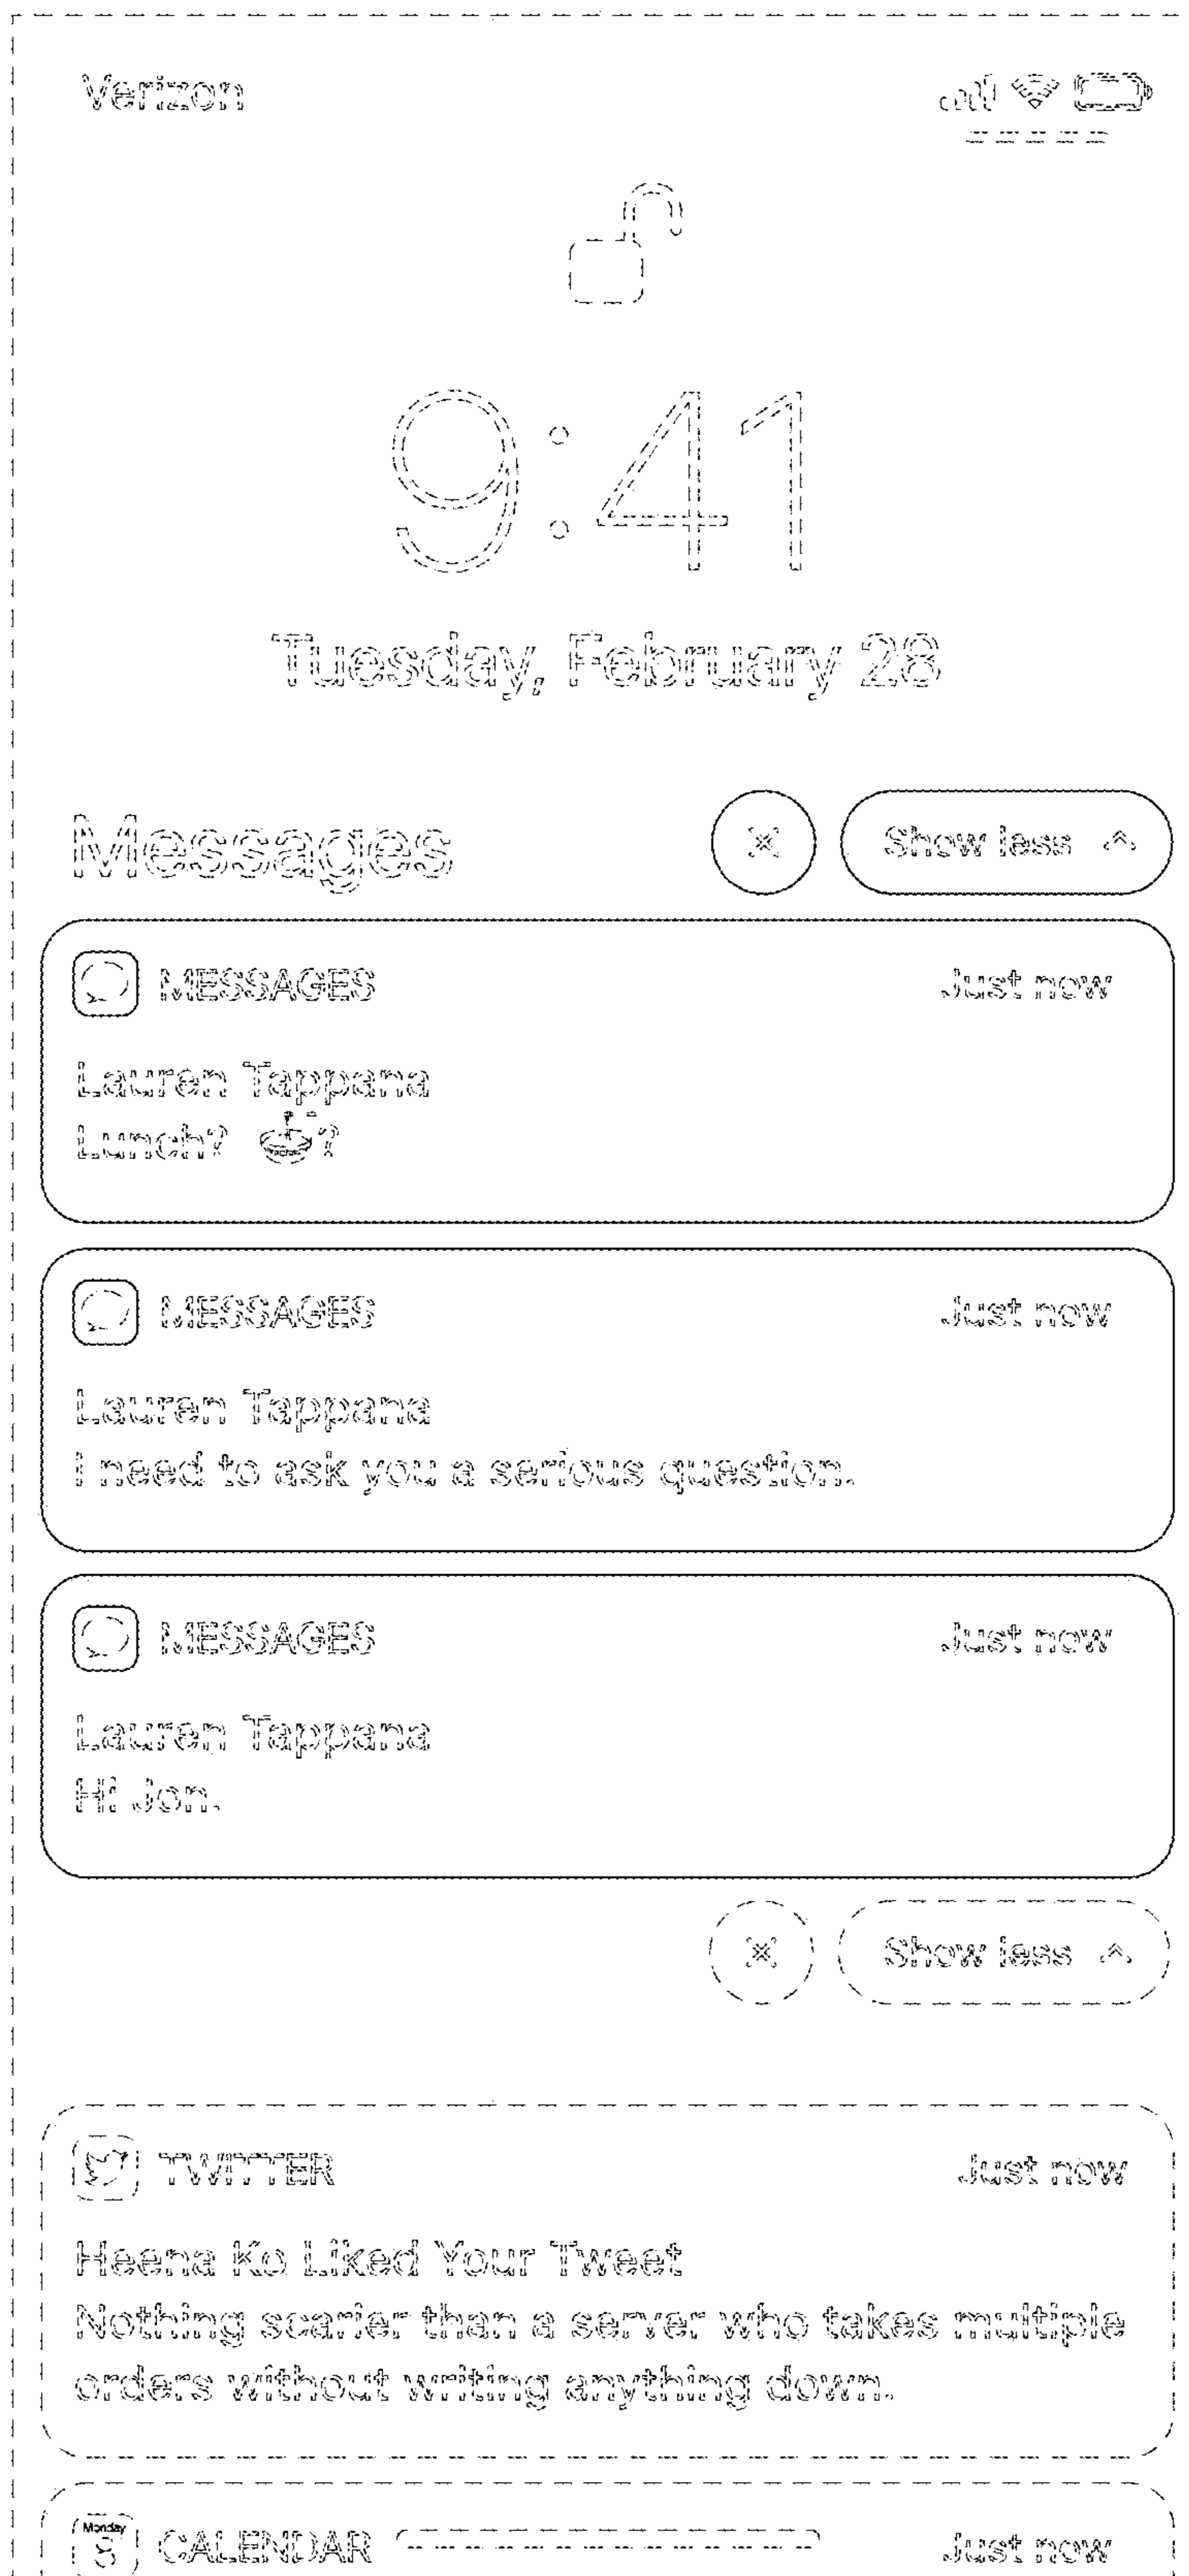 Verizon
9:41
Tuesday, February 28
Messages Show less
MESSAGES Just now
Lauren Tappana
Lunch? ?
MESSAGES Just now
Lauren Tappana
I need to ask you a serious question.
MESSAGES Just now
Lauren Tappana
Hi Jon.
Show less
TWITTER Just now
Heena Ko Liked Your Tweet
Nothing scarier than a server who takes multiple
orders without writing anything down.
Monday
CALENDAR Just now